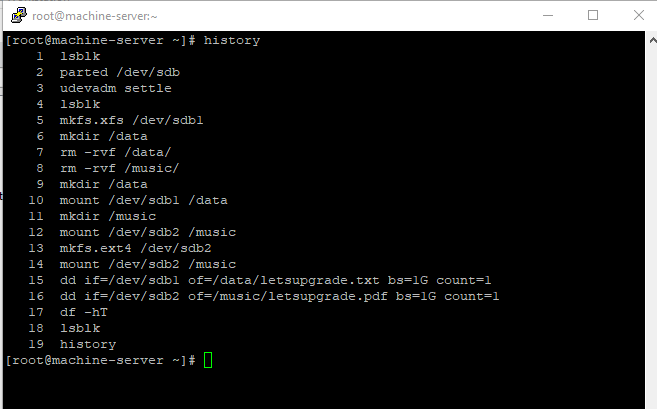 root@machine-server:~
[root@machine-server ~]# history
1 lsblk
2 parted /dev/sdb
3 udevadm settle
4 lsblk
5 mkfs.xfs /dev/sdb1
6 mkdir /data
7 rm -rvf /data/
8 rm -rvf /music/
9 mkdir /data
10 mount /dev/sdb1 /data
11 mkdir /music
12 mount /dev/sdb2 /music
13 mkfs.ext4 /dev/sdb2
14 mount /dev/sdb2 /music
15 dd if=/dev/sdb1 of=/data/letsupgrade.txt bs=1G count=1
16 dd if=/dev/sdb2 of=/music/letsupgrade.pdf bs=1G count=1
17 df -hT
18 lsblk
19 history
[root@machine-server ~]#